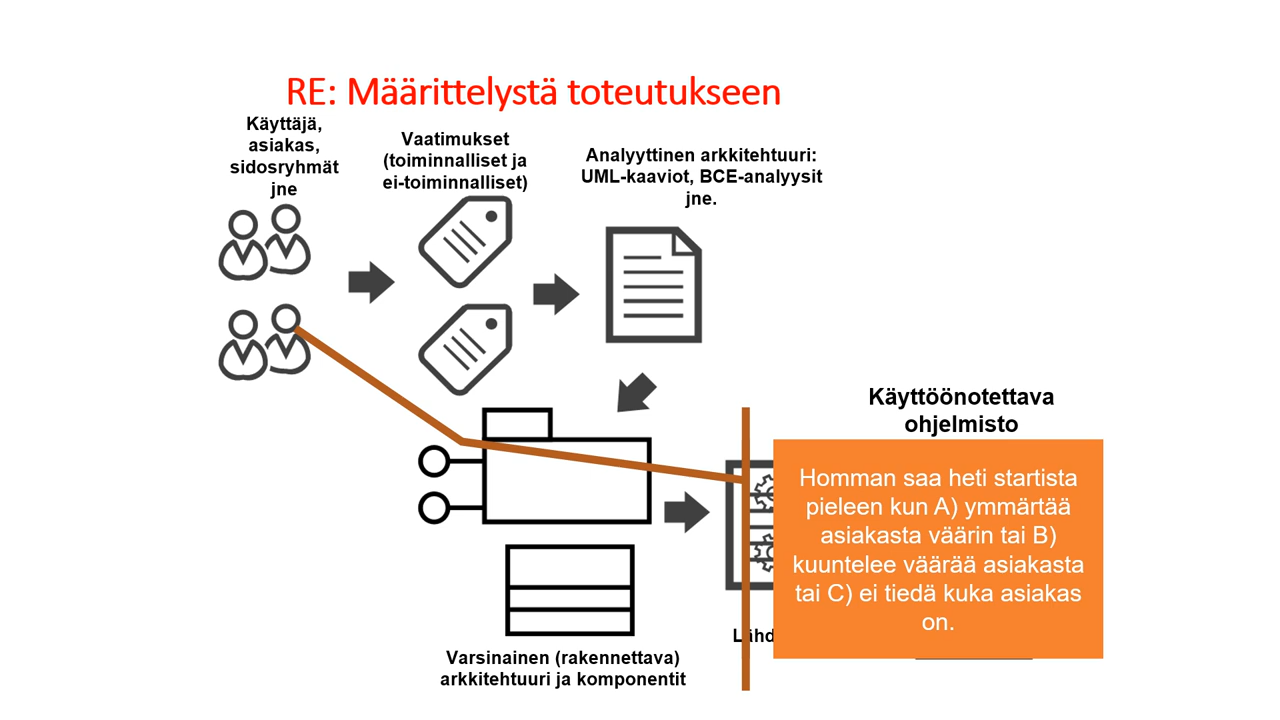 RE: Määrittelystä toteutukseen
Käyttäjä,
asiakas,
sidosryhmät
jne
Vaatimukset
(toiminnalliset ja
ei-toiminnalliset)
Analyyttinen arkkitehtuuri:
UML-kaaviot, BCE-analyysit
jne.
Käyttöönotettava
ohjelmisto
Homman saa heti startista
pieleen kun A) ymmärtää
asiakasta väärin tai B)
kuuntelee väärää asiakasta
tai C) ei tiedä kuka asiakas
on.
Varsinainen (rakennettava)
arkkitehtuuri ja komponentit